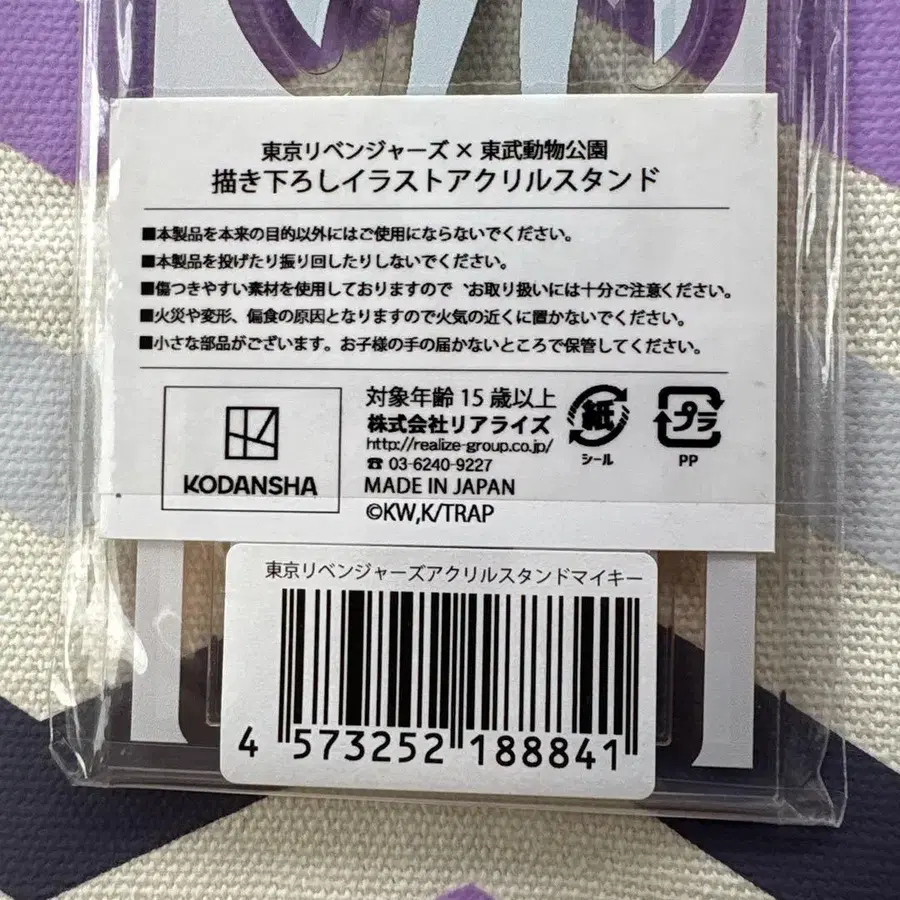 東京リベンジャーズ×東武動物公園
描き下ろしイラストアクリルスタンド
■本製品を本来の目的以外にはご使用にならないでください。
■本製品を投げたり振り回したりしないでください。
■傷つきやすい素材を使用しておりますので、お取り扱いには十分ご注意ください。
■火災や変形、偏食の原因となりますので火気の近くに置かないでください。
■小さな部品がございます。お子様の手の届かないところで保管してください。
KODANSHA
対象年齢15歳以上
株式会社リアライズ
http://realize-group.co.jp/
☎ 03-6240-9227
MADE IN JAPAN
©KW,K/TRAP
紙
シール
プラ
PP
東京リベンジャーズアクリルスタンドマイキー
4 573252 188841